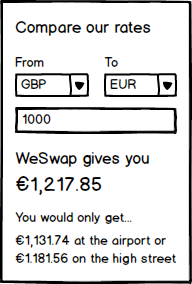 Compare our rates
From To
GBP EUR
1000
WeSwap gives you
€1,217.85
You would only get...
€1,131.74 at the airport or
€1.181.56 on the high street